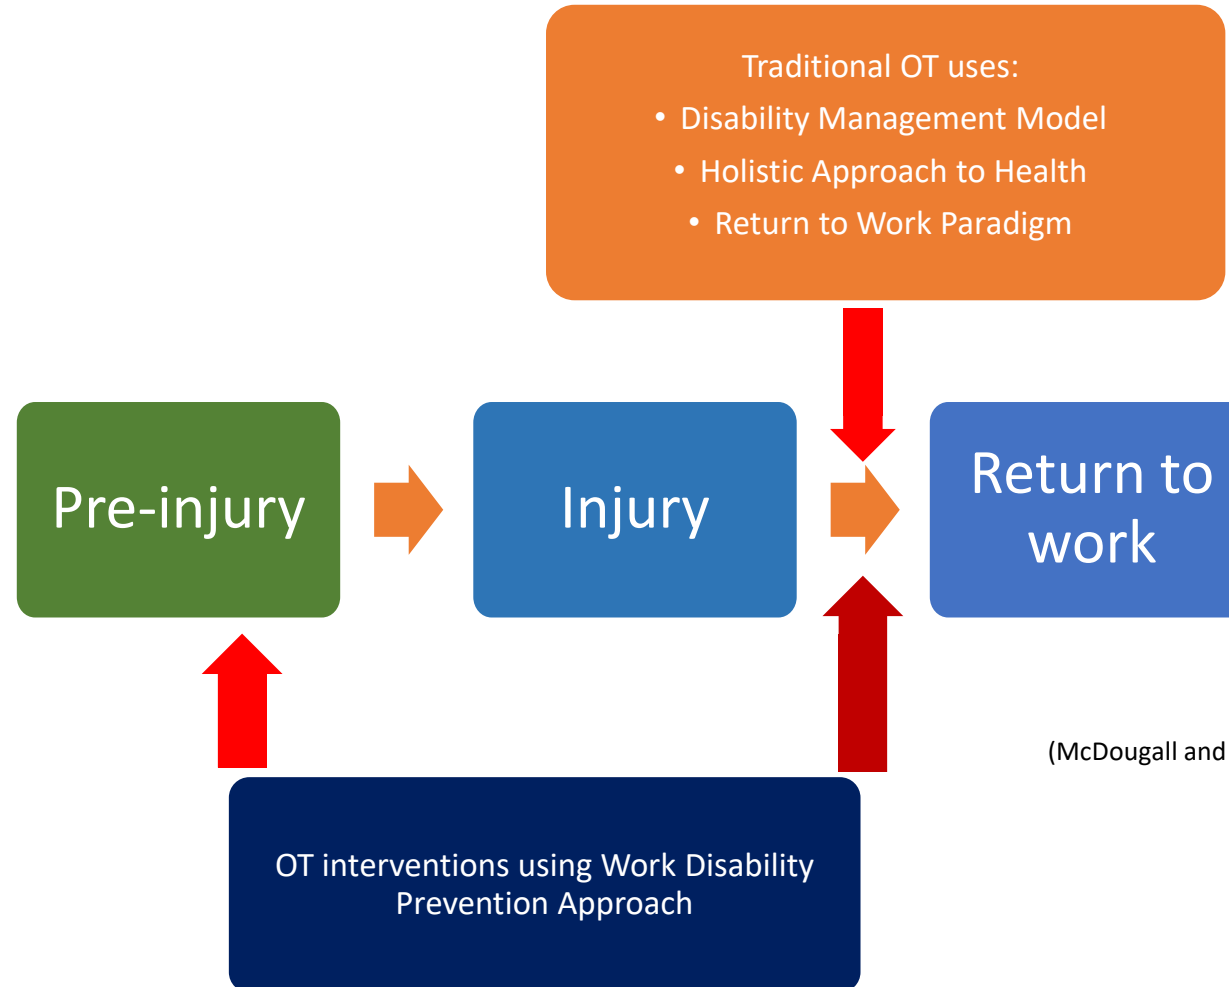 Traditional OT uses:
• Disability Management Model
• Holistic Approach to Health
• Return to Work Paradigm
Pre-injury
Injury
Return to
work
(McDougall and
OT interventions using Work Disability
Prevention Approach